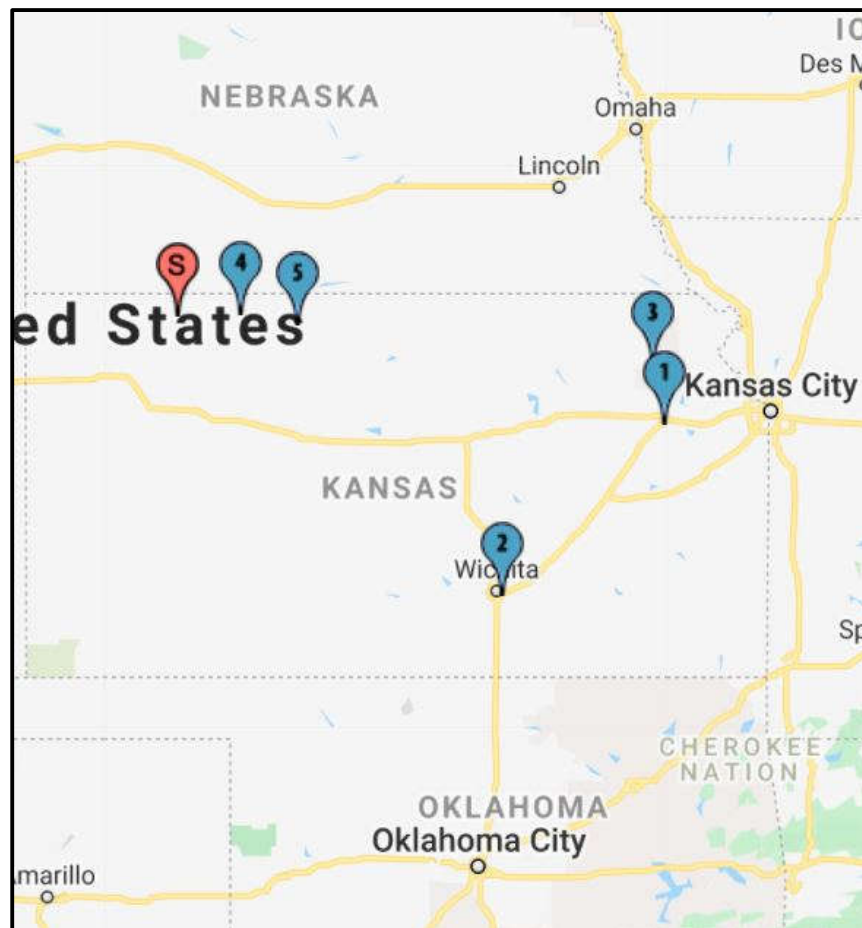 IC
Des M
NEBRASKA
Omaha
Lincoln
S
4
5
ed States
3
1
Kansas City
KANSAS
2
Wichita
Sp
CHEROKEE
NATION
OKLAHOMA
Oklahoma City
marillo